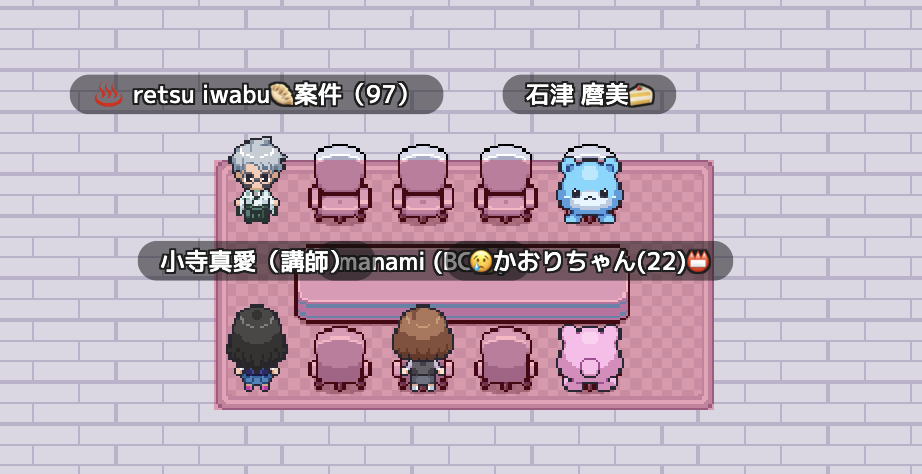 ♨️ retsu iwabu🥟案件（97）
石津 磨美🍰
小寺真愛（講師）
manami (BC
😢かおりちゃん(22)📛